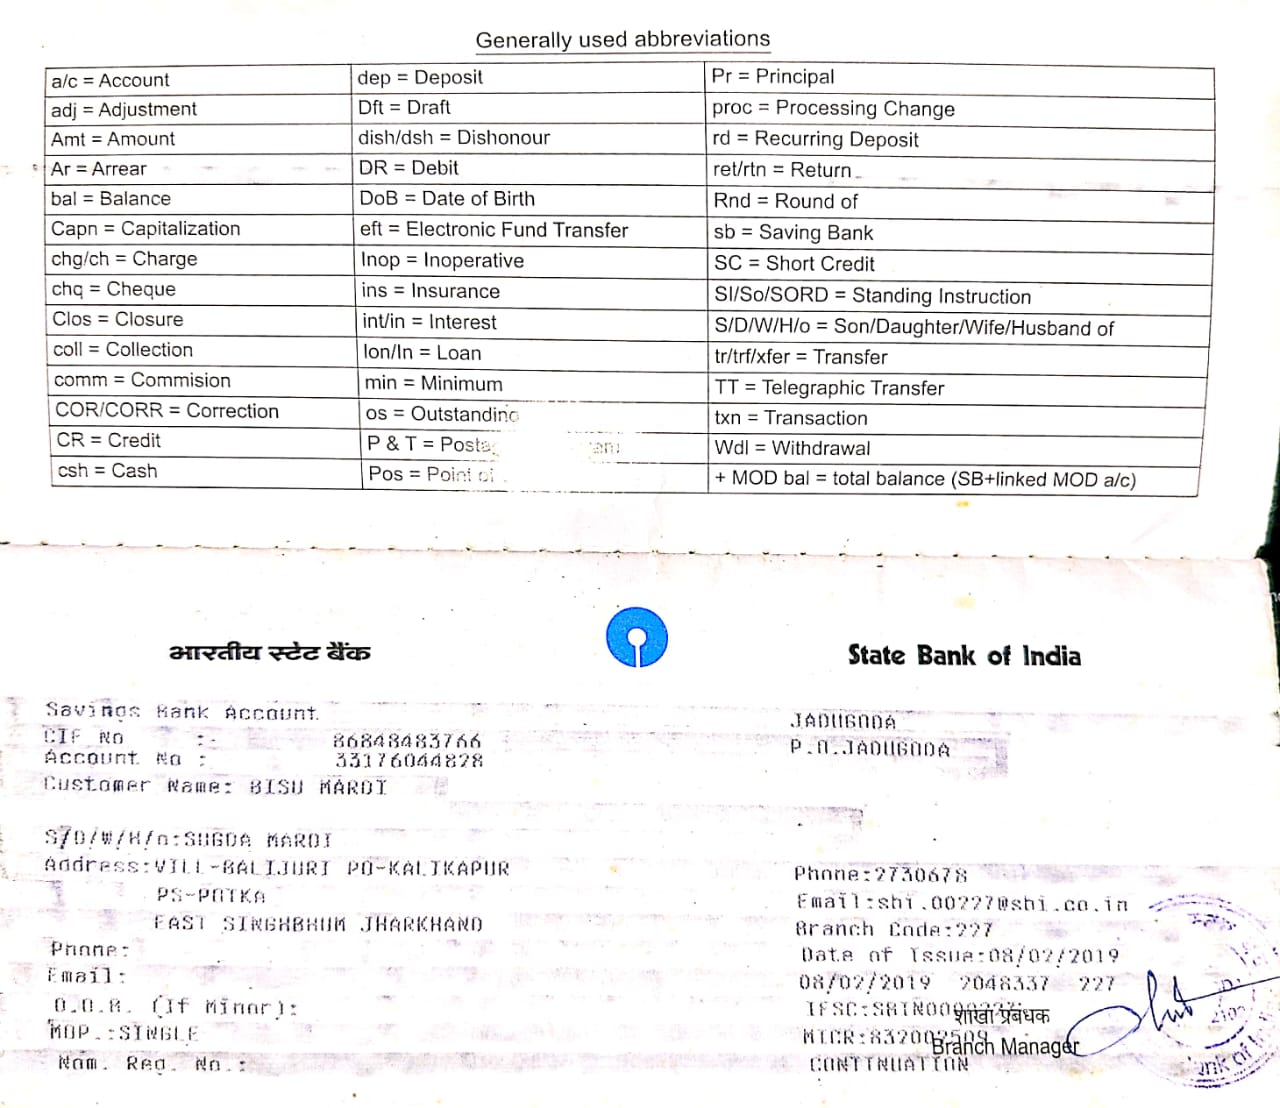 Generally used abbreviations
a/c = Account dep = Deposit Pr = Principal
adj = Adjustment Dft = Draft proc = Processing Change
Amt = Amount dish/dsh = Dishonour rd = Recurring Deposit
Ar = Arrear DR = Debit ret/rtn = Return
bal = Balance DoB = Date of Birth Rnd = Round of
Capn = Capitalization eft = Electronic Fund Transfer sb = Saving Bank
chg/ch = Charge Inop = Inoperative SC = Short Credit
chq = Cheque ins = Insurance SI/So/SORD = Standing Instruction
Clos = Closure int/in = Interest S/D/W/H/o = Son/Daughter/Wife/Husband of
coll = Collection lon/ln = Loan tr/trf/xfer = Transfer
comm = Commision min = Minimum TT = Telegraphic Transfer
COR/CORR = Correction os = Outstanding txn = Transaction
CR = Credit P & T = Wdl = Withdrawal
csh = Cash Pos = Point of + MOD bal = total balance (SB+linked MOD a/c)
भारतीय स्टेट बैंक State Bank of India
Savings Bank Account JADUGODA
CIF No : 86848483766 P.O.JADUGODA
Account No : 33176044828
Customer Name: BISU MARDI
S/D/W/H/o:SUGDA MARDI
Address:VILL-BALIJURI PO-KALIKAPUR Phone:2730678
PS-POTKA Email:sbi.00227@sbi.co.in
EAST SINGHBHUM JHARKHAND Branch Code:227
Phone: Date of Issue:08/02/2019
Email: 08/02/2019 2048337 227
D.O.B. (If Minor): शाखा प्रबंधक
MOP.:SINGLE Branch Manager
Nom. Reg. No.: CONTINUATION